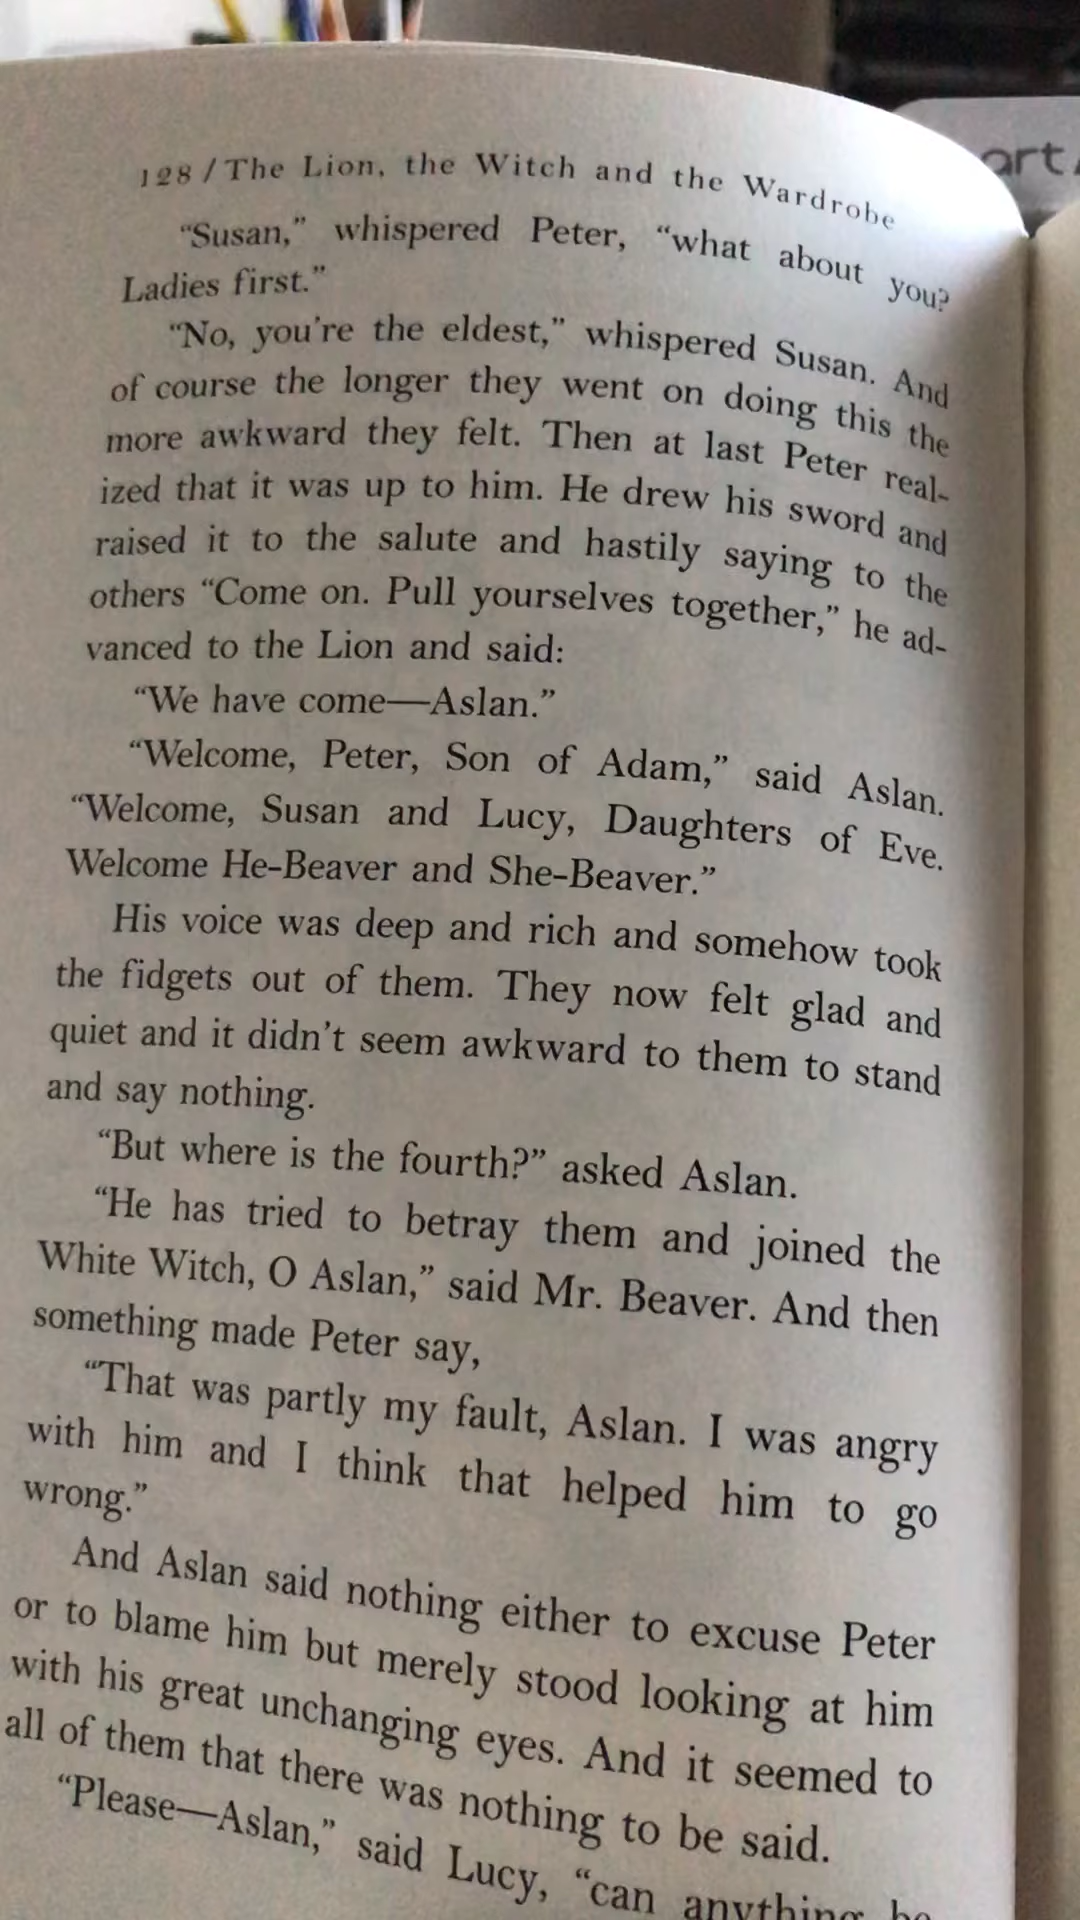 128 / The Lion, the Witch and the Wardrobe
“Susan,” whispered Peter, “what about you?
Ladies first.”
“No, you’re the eldest,” whispered Susan. And
of course the longer they went on doing this the
more awkward they felt. Then at last Peter real-
ized that it was up to him. He drew his sword and
raised it to the salute and hastily saying to the
others “Come on. Pull yourselves together,” he ad-
vanced to the Lion and said:
“We have come—Aslan.”
“Welcome, Peter, Son of Adam,” said Aslan.
“Welcome, Susan and Lucy, Daughters of Eve.
Welcome He-Beaver and She-Beaver.”
His voice was deep and rich and somehow took
the fidgets out of them. They now felt glad and
quiet and it didn’t seem awkward to them to stand
and say nothing.
“But where is the fourth?” asked Aslan.
“He has tried to betray them and joined the
White Witch, O Aslan,” said Mr. Beaver. And then
something made Peter say,
“That was partly my fault, Aslan. I was angry
with him and I think that helped him to go
wrong.”
And Aslan said nothing either to excuse Peter
or to blame him but merely stood looking at him
with his great unchanging eyes. And it seemed to
all of them that there was nothing to be said.
“Please—Aslan,” said Lucy, “can anything be
art